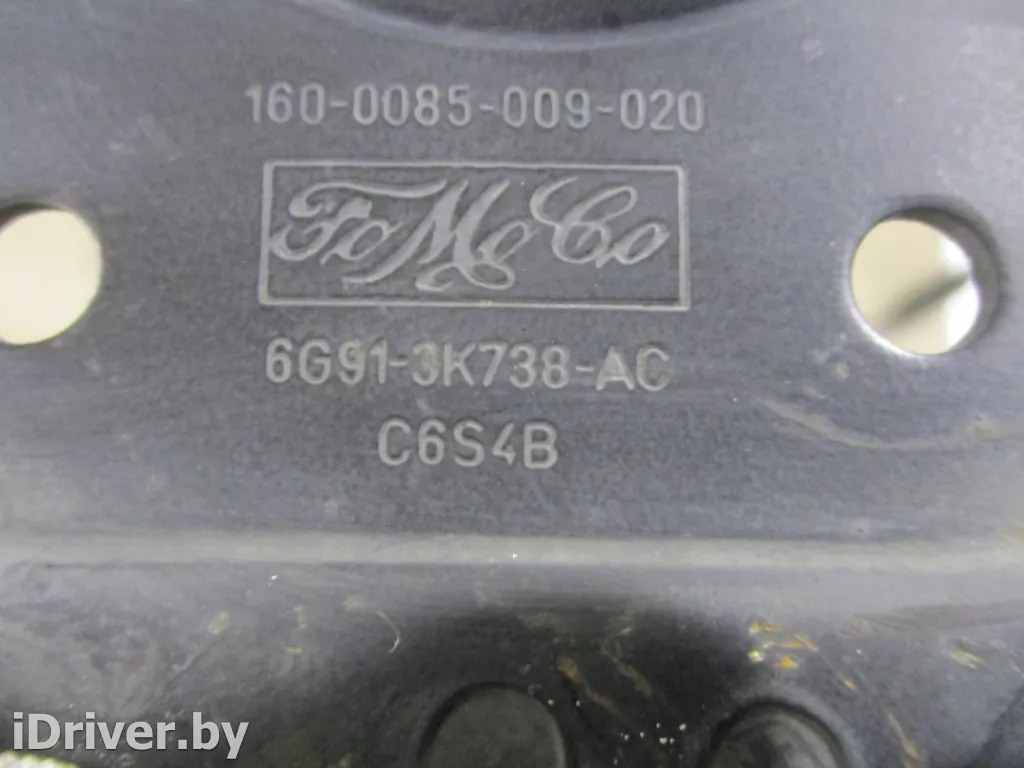 160-0085-009-020
FoMoCo
6G91-3K738-AC
C6S4B
iDriver.by